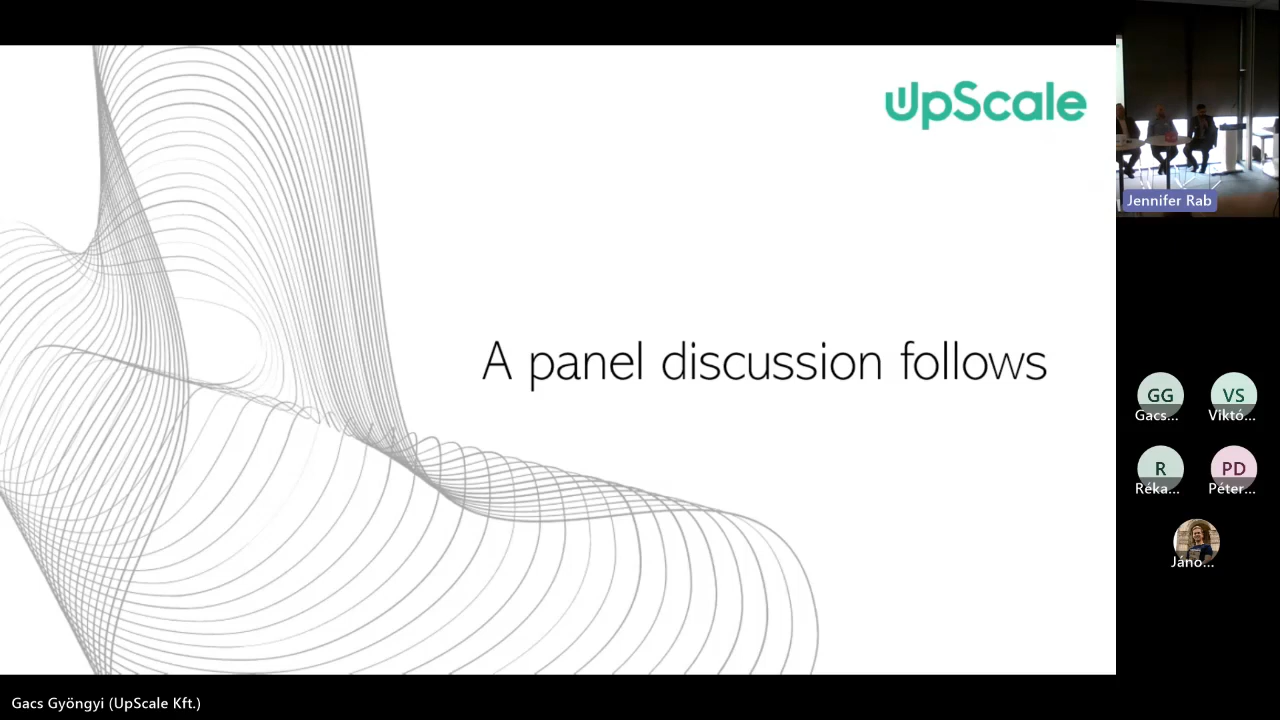 UpScale
A panel discussion follows
Jennifer Rab
GG
Gacs...
VS
Viktó...
R
Réka...
PD
Péter...
Jáno...
Gacs Gyöngyi (UpScale Kft.)